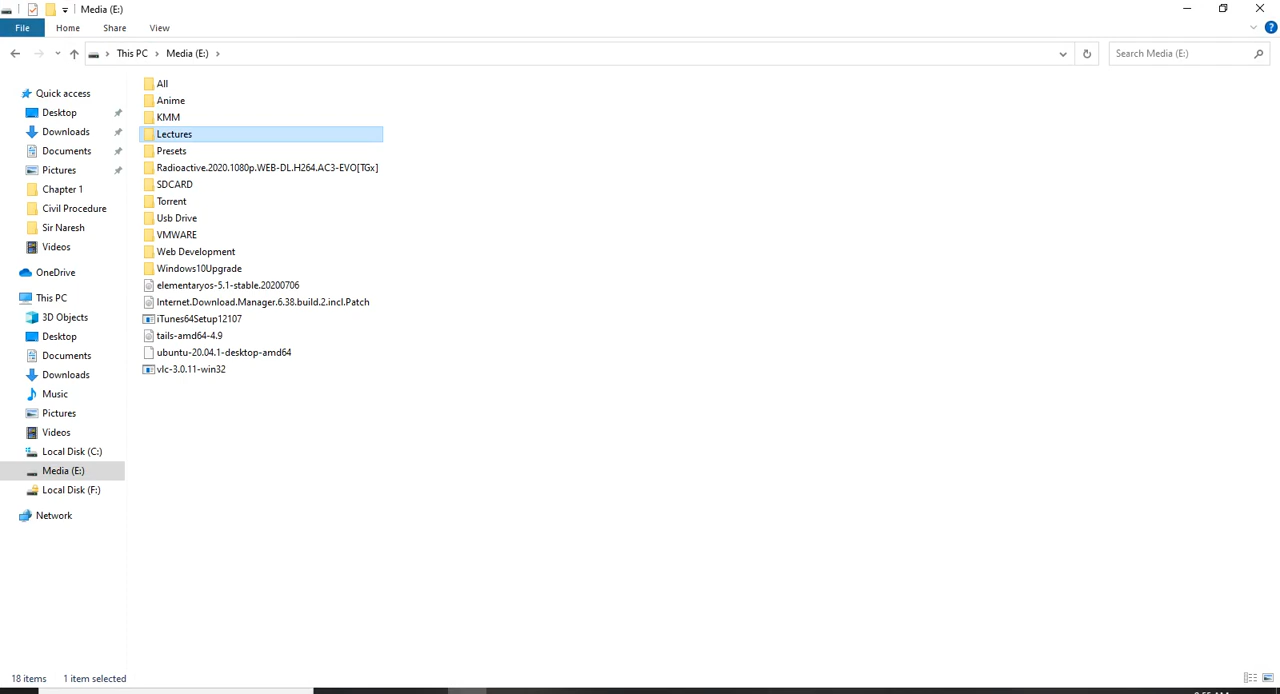 Media (E:)
File Home Share View
This PC Media (E:) Search Media (E:)
Quick access
Desktop
Downloads
Documents
Pictures
Chapter 1
Civil Procedure
Sir Naresh
Videos
OneDrive
This PC
3D Objects
Desktop
Documents
Downloads
Music
Pictures
Videos
Local Disk (C:)
Media (E:)
Local Disk (F:)
Network
All
Anime
KMM
Lectures
Presets
Radioactive.2020.1080p.WEB-DL.H264.AC3-EVO[TGx]
SDCARD
Torrent
Usb Drive
VMWARE
Web Development
Windows10Upgrade
elementaryos-5.1-stable.20200706
Internet.Download.Manager.6.38.build.2.incl.Patch
iTunes64Setup12107
tails-amd64-4.9
ubuntu-20.04.1-desktop-amd64
vlc-3.0.11-win32
18 items 1 item selected